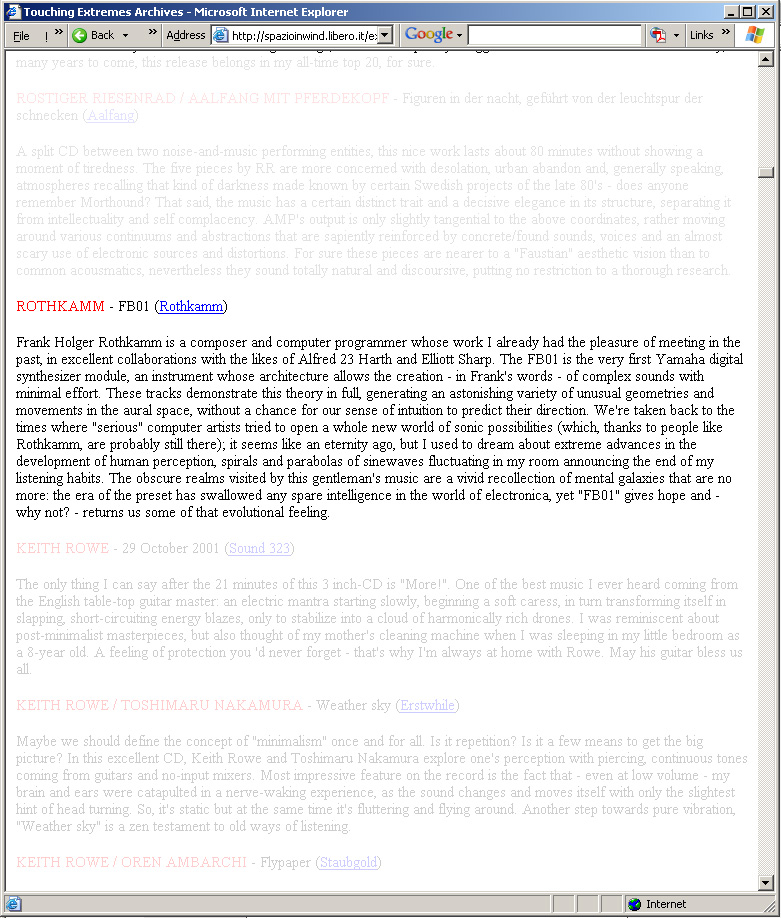 Touching Extremes Archives - Microsoft Internet Explorer
File ! » Back » Address http://spazioinwind.libero.it/e Google Links »
many years to come, this release belongs in my all-time top 20, for sure.
ROSTIGER RIESENRAD / AALFANG MIT PFERDEKOPF - Figuren in der nacht, geführt von der leuchtspur der
schnecken (Aalfang)
A split CD between two noise-and-music performing entities, this nice work lasts about 80 minutes without showing a
moment of tiredness. The five pieces by RR are more concerned with desolation, urban abandon and, generally speaking,
atmospheres recalling that kind of darkness made known by certain Swedish projects of the late 80's - does anyone
remember Morthound? That said, the music has a certain distinct trait and a decisive elegance in its structure, separating it
from intellectuality and self complacency. AMP's output is only slightly tangential to the above coordinates, rather moving
around various continuums and abstractions that are sapiently reinforced by concrete/found sounds, voices and an almost
scary use of electronic sources and distortions. For sure these pieces are nearer to a "Faustian" aesthetic vision than to
common acousmatics, nevertheless they sound totally natural and discoursive, putting no restriction to a thorough research.
ROTHKAMM - FB01 (Rothkamm)
Frank Holger Rothkamm is a composer and computer programmer whose work I already had the pleasure of meeting in the
past, in excellent collaborations with the likes of Alfred 23 Harth and Elliott Sharp. The FB01 is the very first Yamaha digital
synthesizer module, an instrument whose architecture allows the creation - in Frank's words - of complex sounds with
minimal effort. These tracks demonstrate this theory in full, generating an astonishing variety of unusual geometries and
movements in the aural space, without a chance for our sense of intuition to predict their direction. We're taken back to the
times where "serious" computer artists tried to open a whole new world of sonic possibilities (which, thanks to people like
Rothkamm, are probably still there); it seems like an eternity ago, but I used to dream about extreme advances in the
development of human perception, spirals and parabolas of sinewaves fluctuating in my room announcing the end of my
listening habits. The obscure realms visited by this gentleman's music are a vivid recollection of mental galaxies that are no
more: the era of the preset has swallowed any spare intelligence in the world of electronica, yet "FB01" gives hope and -
why not? - returns us some of that evolutional feeling.
KEITH ROWE - 29 October 2001 (Sound 323)
The only thing I can say after the 21 minutes of this 3 inch-CD is "More!". One of the best music I ever heard coming from
the English table-top guitar master: an electric mantra starting slowly, beginning a soft caress, in turn transforming itself in
slapping, short-circuiting energy blazes, only to stabilize into a cloud of harmonically rich drones. I was reminiscent about
post-minimalist masterpieces, but also thought of my mother's cleaning machine when I was sleeping in my little bedroom as
a 8-year old. A feeling of protection you 'd never forget - that's why I'm always at home with Rowe. May his guitar bless us
all.
KEITH ROWE / TOSHIMARU NAKAMURA - Weather sky (Erstwhile)
Maybe we should define the concept of "minimalism" once and for all. Is it repetition? Is it a few means to get the big
picture? In this excellent CD, Keith Rowe and Toshimaru Nakamura explore one's perception with piercing, continuous tones
coming from guitars and no-input mixers. Most impressive feature on the record is the fact that - even at low volume - my
brain and ears were catapulted in a nerve-waking experience, as the sound changes and moves itself with only the slightest
hint of head turning. So, it's static but at the same time it's fluttering and flying around. Another step towards pure vibration,
"Weather sky" is a zen testament to old ways of listening.
KEITH ROWE / OREN AMBARCHI - Flypaper (Staubgold)
Internet